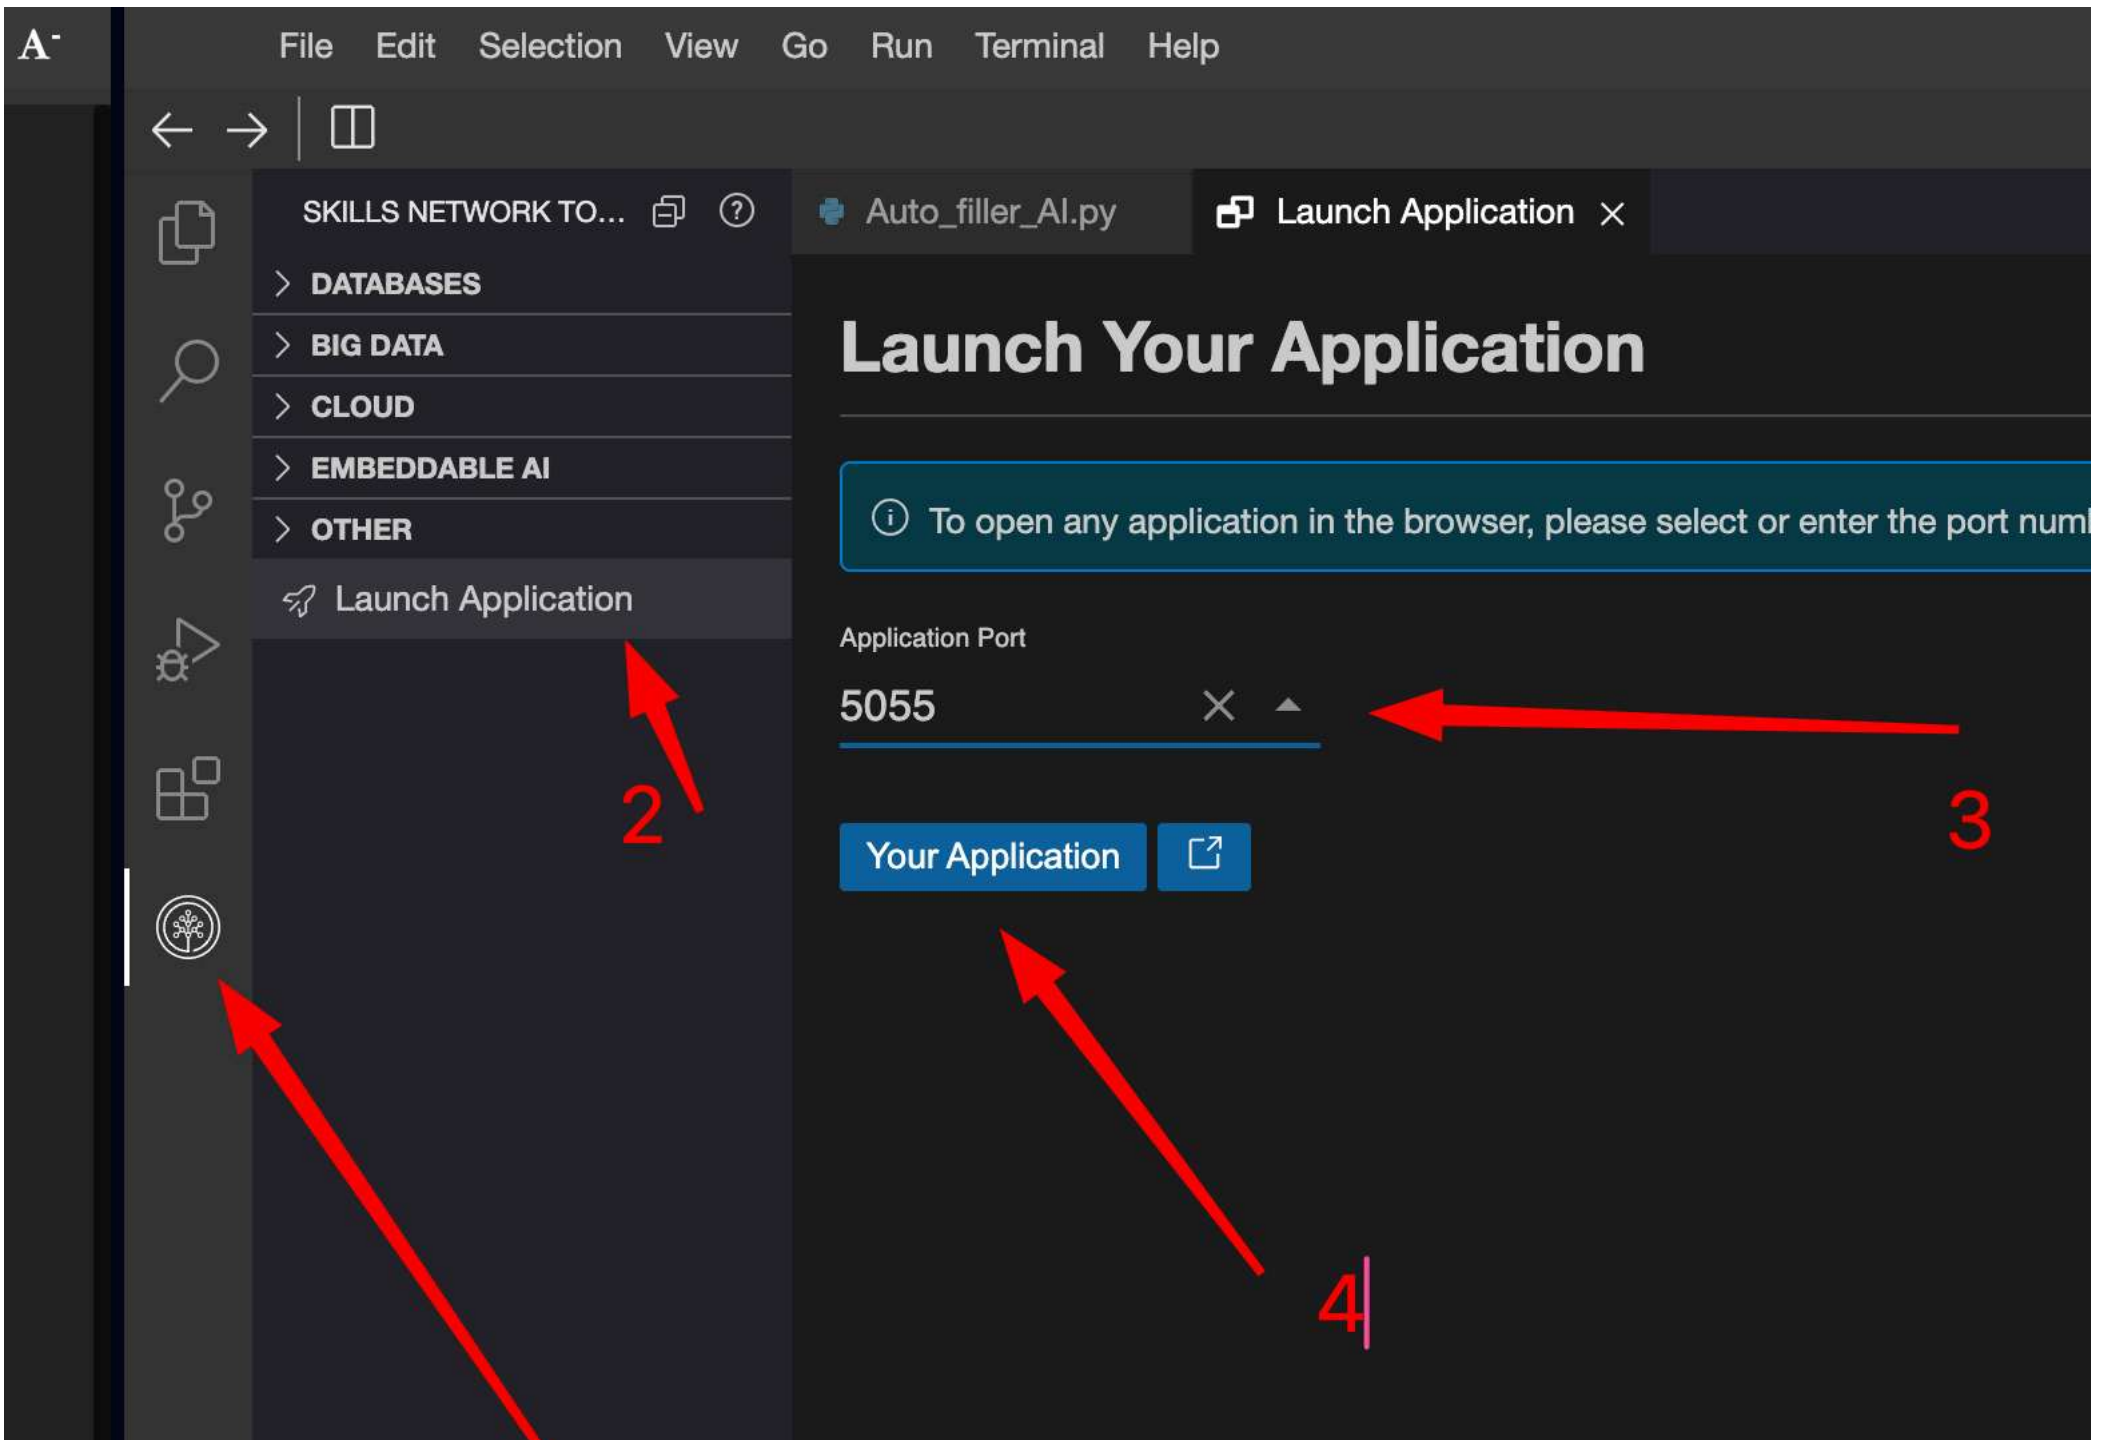 A-
File Edit Selection View Go Run Terminal Help
SKILLS NETWORK TO...
Auto_filler_AI.py
Launch Application
DATABASES
BIG DATA
CLOUD
EMBEDDABLE AI
OTHER
Launch Application
2
Launch Your Application
To open any application in the browser, please select or enter the port num
Application Port
5055
3
Your Application
4